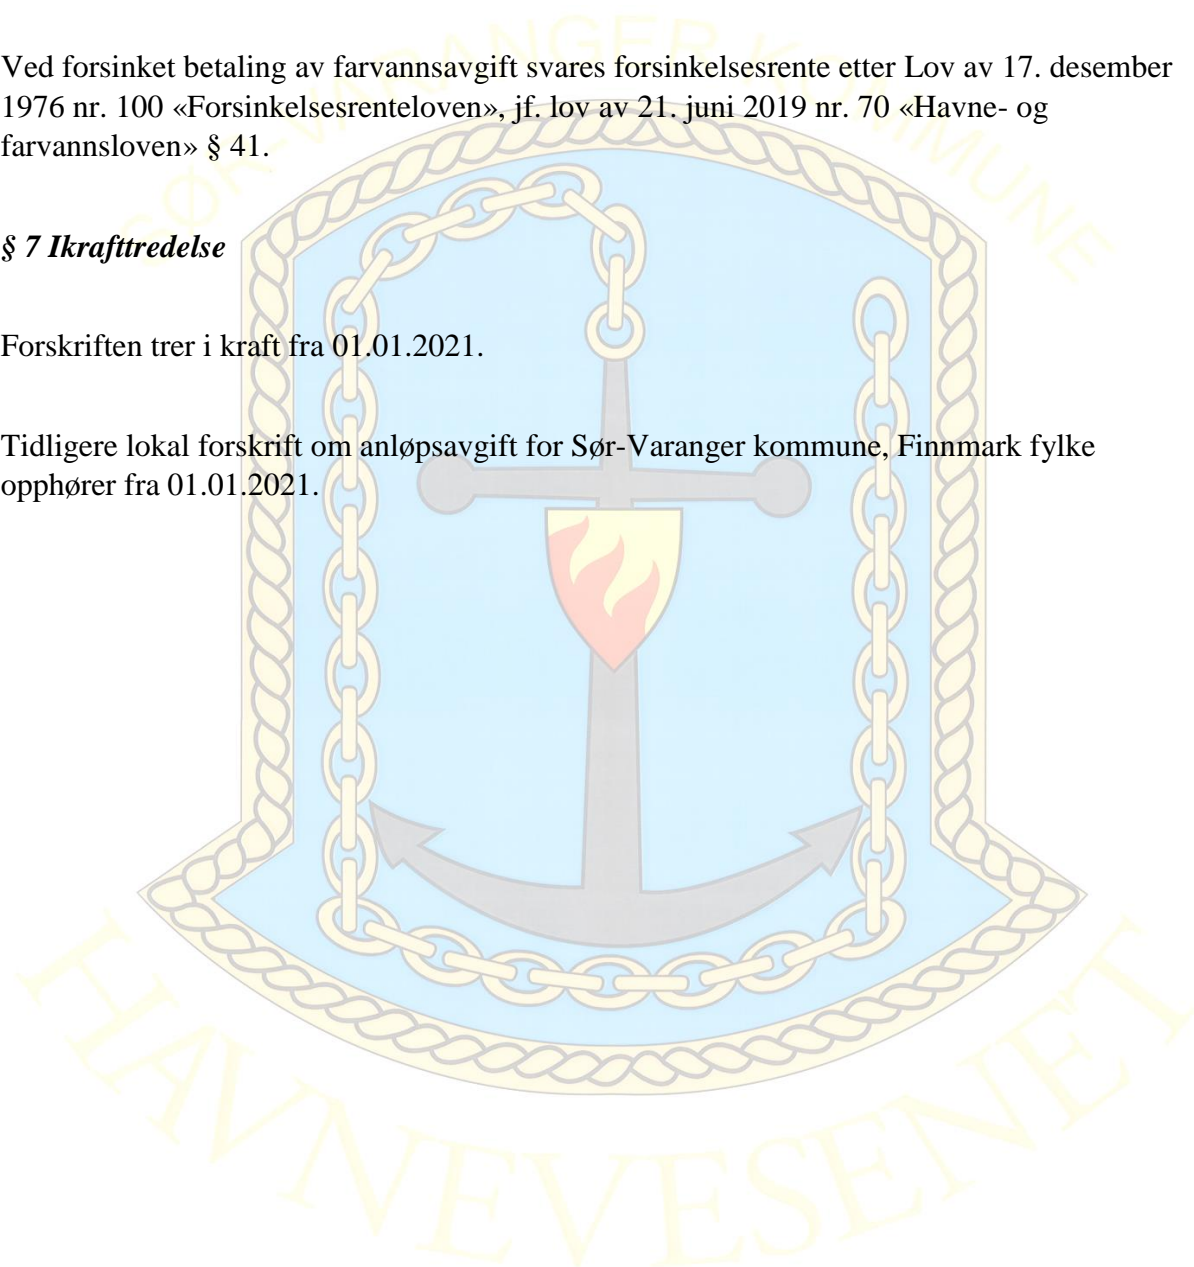 SØR-VARANGER KOMMUNE
Ved forsinket betaling av farvannsavgift svares forsinkelsesrente etter Lov av 17. desember
1976 nr. 100 «Forsinkelsesrenteloven», jf. lov av 21. juni 2019 nr. 70 «Havne- og
farvannsloven» § 41.
§ 7 Ikrafttredelse
Forskriften trer i kraft fra 01.01.2021.
Tidligere lokal forskrift om anløpsavgift for Sør-Varanger kommune, Finnmark fylke
opphører fra 01.01.2021.
HAVNEVESENET